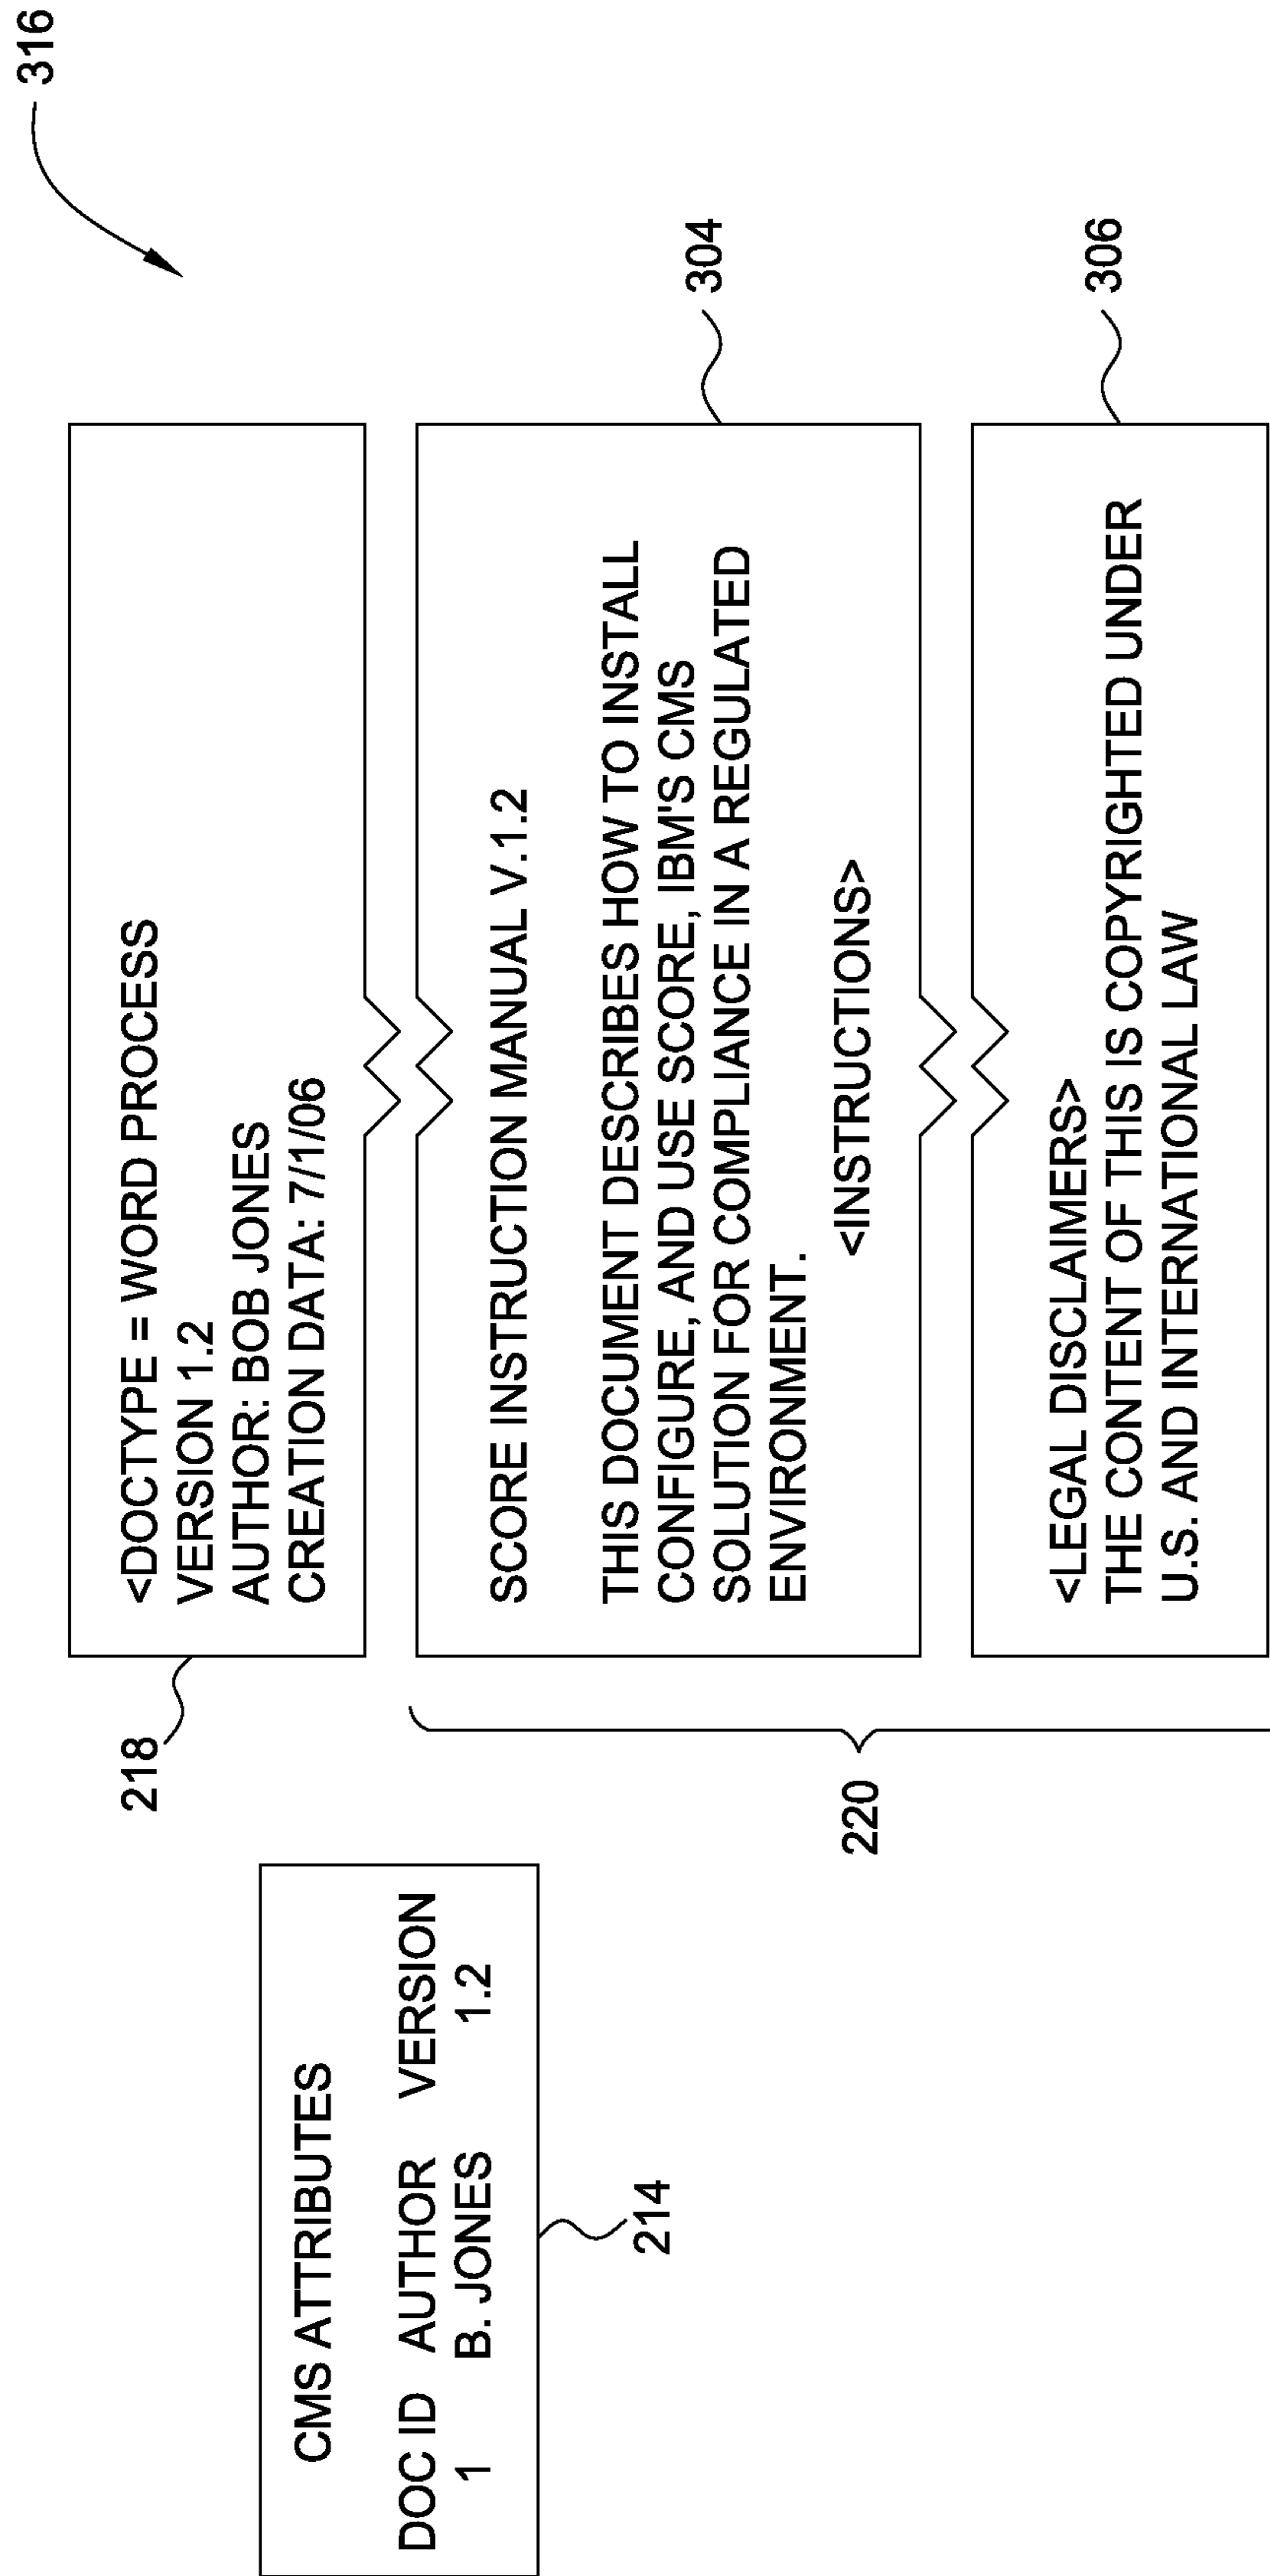 316
<DOCTYPE = WORD PROCESS
VERSION 1.2
AUTHOR: BOB JONES
CREATION DATA: 7/1/06
218
CMS ATTRIBUTES
DOC ID AUTHOR VERSION
1 B. JONES 1.2
214
SCORE INSTRUCTION MANUAL V.1.2
THIS DOCUMENT DESCRIBES HOW TO INSTALL
CONFIGURE, AND USE SCORE, IBM'S CMS
SOLUTION FOR COMPLIANCE IN A REGULATED
ENVIRONMENT.
<INSTRUCTIONS>
304
220
<LEGAL DISCLAIMERS>
THE CONTENT OF THIS IS COPYRIGHTED UNDER
U.S. AND INTERNATIONAL LAW
306